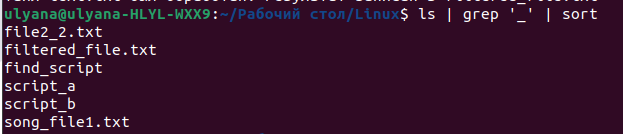 ulyana@ulyana-HLYL-WXX9:~/Рабочий стол/Linux$ ls | grep '_' | sort
file2_2.txt
filtered_file.txt
find_script
script_a
script_b
song_file1.txt